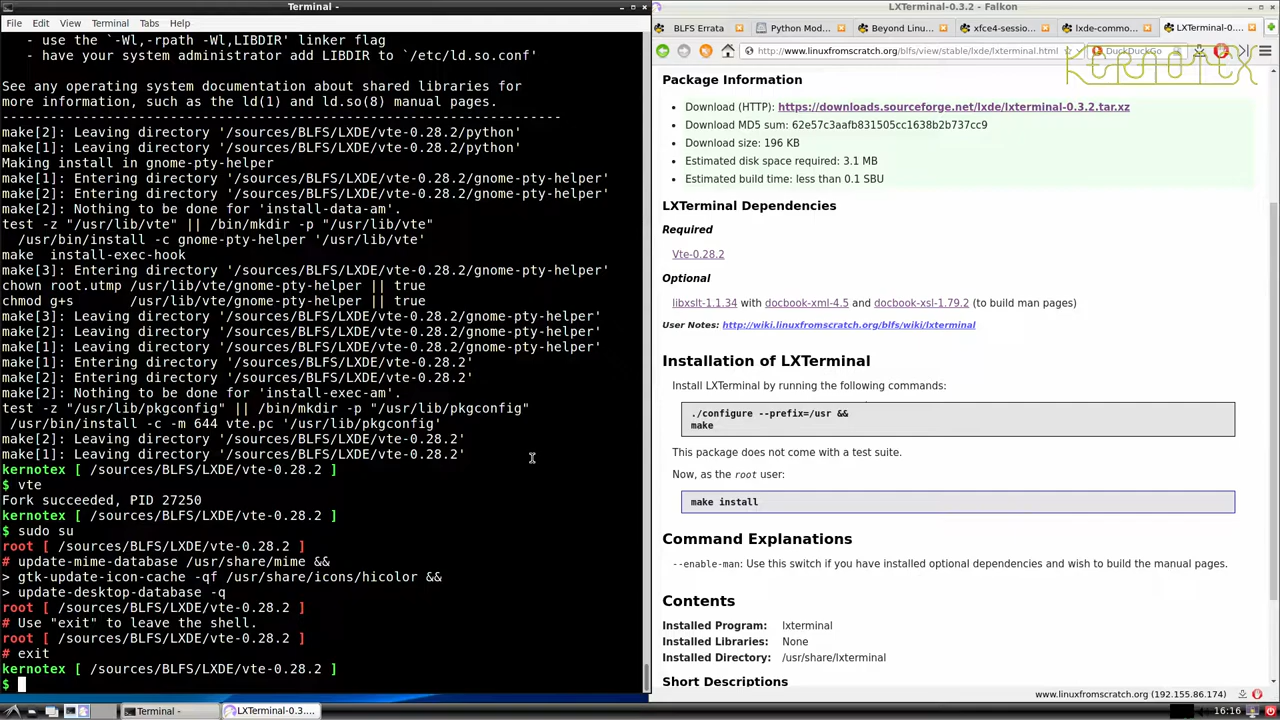 Terminal -
File Edit View Terminal Tabs Help
- use the `-Wl,-rpath -Wl,LIBDIR' linker flag
- have your system administrator add LIBDIR to `/etc/ld.so.conf'
See any operating system documentation about shared libraries for
more information, such as the ld(1) and ld.so(8) manual pages.
----------------------------------------------------------------------
make[2]: Leaving directory '/sources/BLFS/LXDE/vte-0.28.2/python'
make[1]: Leaving directory '/sources/BLFS/LXDE/vte-0.28.2/python'
Making install in gnome-pty-helper
make[1]: Entering directory '/sources/BLFS/LXDE/vte-0.28.2/gnome-pty-helper'
make[2]: Entering directory '/sources/BLFS/LXDE/vte-0.28.2/gnome-pty-helper'
make[2]: Nothing to be done for 'install-data-am'.
test -z "/usr/lib/vte" || /bin/mkdir -p "/usr/lib/vte"
/usr/bin/install -c gnome-pty-helper '/usr/lib/vte'
make install-exec-hook
make[3]: Entering directory '/sources/BLFS/LXDE/vte-0.28.2/gnome-pty-helper'
chown root.utmp /usr/lib/vte/gnome-pty-helper || true
chmod g+s /usr/lib/vte/gnome-pty-helper || true
make[3]: Leaving directory '/sources/BLFS/LXDE/vte-0.28.2/gnome-pty-helper'
make[2]: Leaving directory '/sources/BLFS/LXDE/vte-0.28.2/gnome-pty-helper'
make[1]: Leaving directory '/sources/BLFS/LXDE/vte-0.28.2/gnome-pty-helper'
make[1]: Entering directory '/sources/BLFS/LXDE/vte-0.28.2'
make[2]: Entering directory '/sources/BLFS/LXDE/vte-0.28.2'
make[2]: Nothing to be done for 'install-exec-am'.
test -z "/usr/lib/pkgconfig" || /bin/mkdir -p "/usr/lib/pkgconfig"
/usr/bin/install -c -m 644 vte.pc '/usr/lib/pkgconfig'
make[2]: Leaving directory '/sources/BLFS/LXDE/vte-0.28.2'
make[1]: Leaving directory '/sources/BLFS/LXDE/vte-0.28.2'
kernotex [ /sources/BLFS/LXDE/vte-0.28.2 ]
$ vte
Fork succeeded, PID 27250
kernotex [ /sources/BLFS/LXDE/vte-0.28.2 ]
$ sudo su
root [ /sources/BLFS/LXDE/vte-0.28.2 ]
# update-mime-database /usr/share/mime &&
> gtk-update-icon-cache -qf /usr/share/icons/hicolor &&
> update-desktop-database -q
root [ /sources/BLFS/LXDE/vte-0.28.2 ]
# Use "exit" to leave the shell.
root [ /sources/BLFS/LXDE/vte-0.28.2 ]
# exit
kernotex [ /sources/BLFS/LXDE/vte-0.28.2 ]
$
LXTerminal-0.3.2 - Falkon
BLFS Errata Python Mod... Beyond Linu... xfce4-sessio... lxde-commo... LXTerminal-0...
http://www.linuxfromscratch.org/blfs/view/stable/lxde/lxterminal.html DuckDuckGo
KERNOTEX
Package Information
Download (HTTP): https://downloads.sourceforge.net/lxde/lxterminal-0.3.2.tar.xz
Download MD5 sum: 62e57c3aafb831505cc1638b2b737cc9
Download size: 196 KB
Estimated disk space required: 3.1 MB
Estimated build time: less than 0.1 SBU
LXTerminal Dependencies
Required
Vte-0.28.2
Optional
libxslt-1.1.34 with docbook-xml-4.5 and docbook-xsl-1.79.2 (to build man pages)
User Notes: http://wiki.linuxfromscratch.org/blfs/wiki/lxterminal
Installation of LXTerminal
Install LXTerminal by running the following commands:
./configure --prefix=/usr &&
make
This package does not come with a test suite.
Now, as the root user:
make install
Command Explanations
--enable-man: Use this switch if you have installed optional dependencies and wish to build the manual pages.
Contents
Installed Program: lxterminal
Installed Libraries: None
Installed Directory: /usr/share/lxterminal
Short Descriptions
www.linuxfromscratch.org (192.155.86.174)
Terminal - LXTerminal-0.3.... 16:16